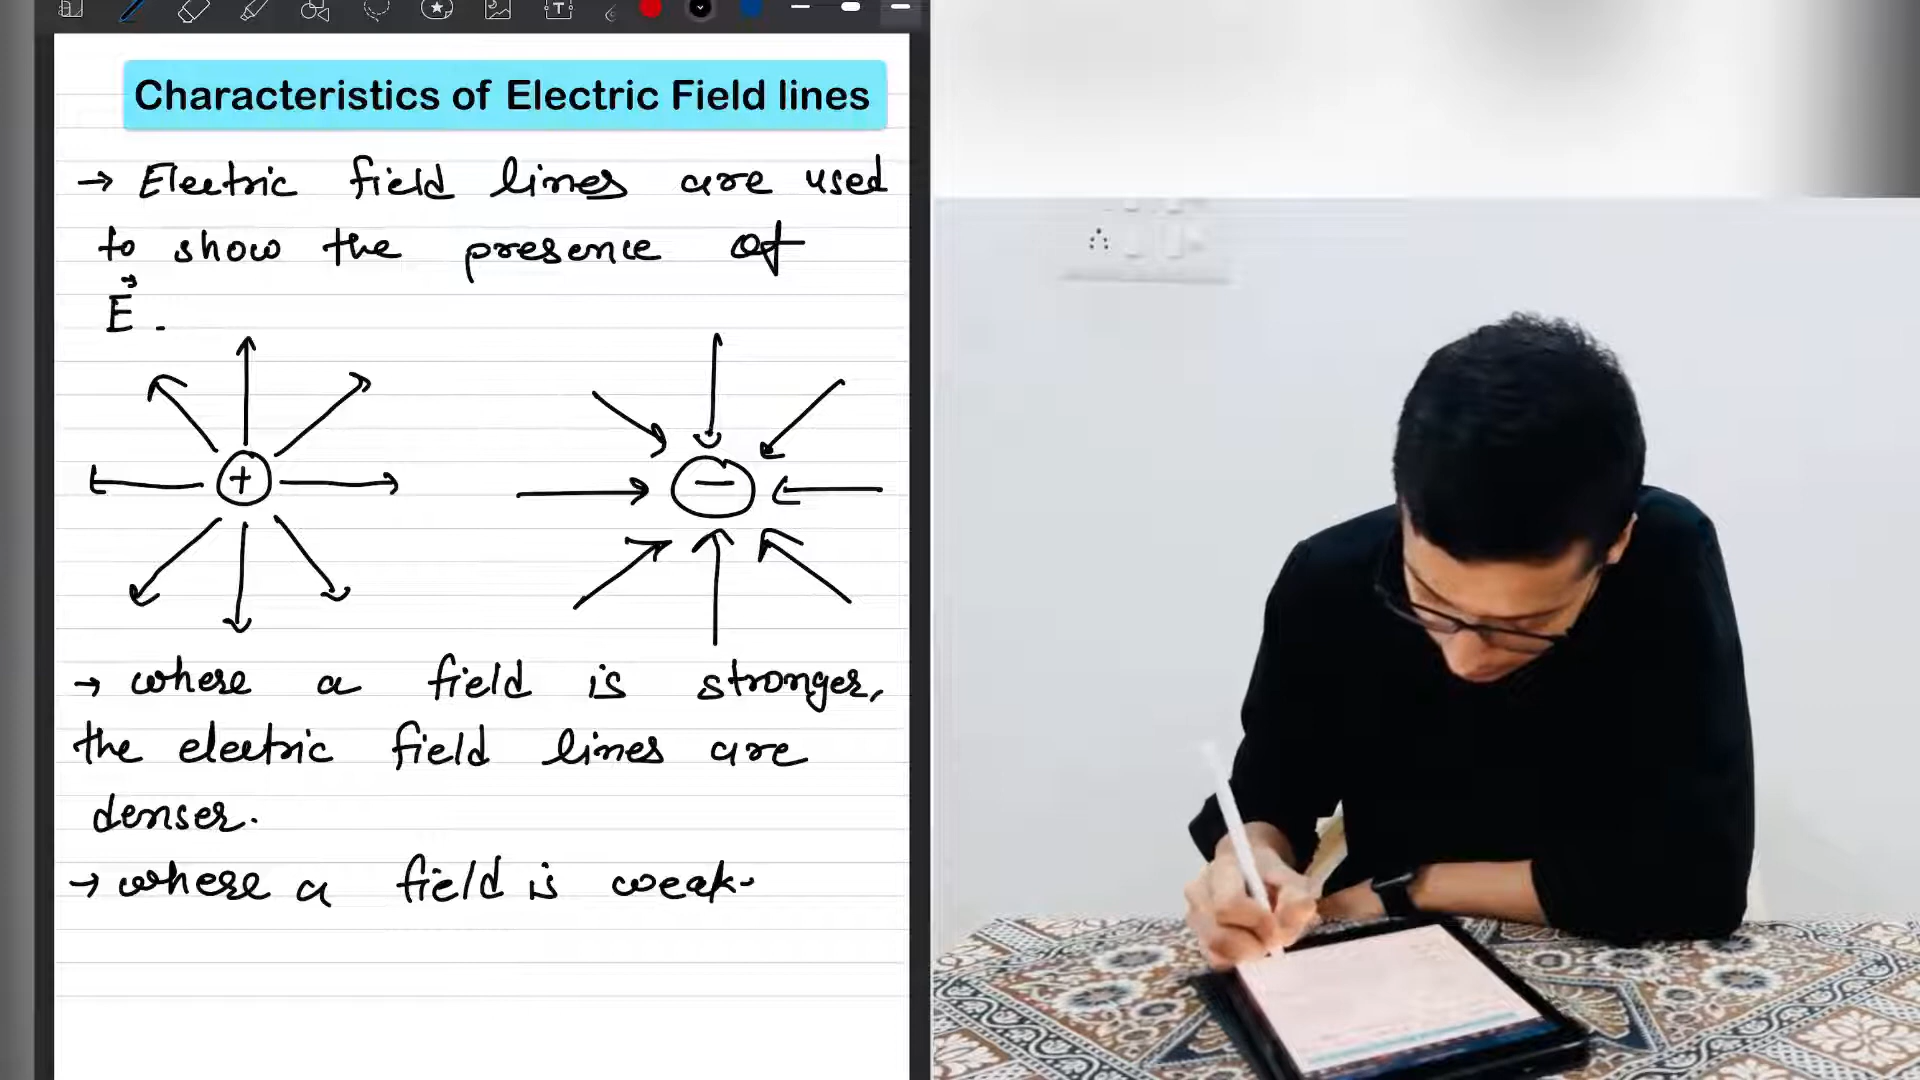 Characteristics of Electric Field lines
→ Electric field lines are used
to show the presence of
E⃗.
+
−
→ where a field is stronger,
the electric field lines are
denser.
→ where a field is weak